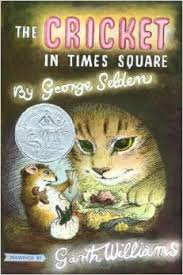 THE CRICKET
IN TIMES SQUARE
By George Selden
Garth Williams